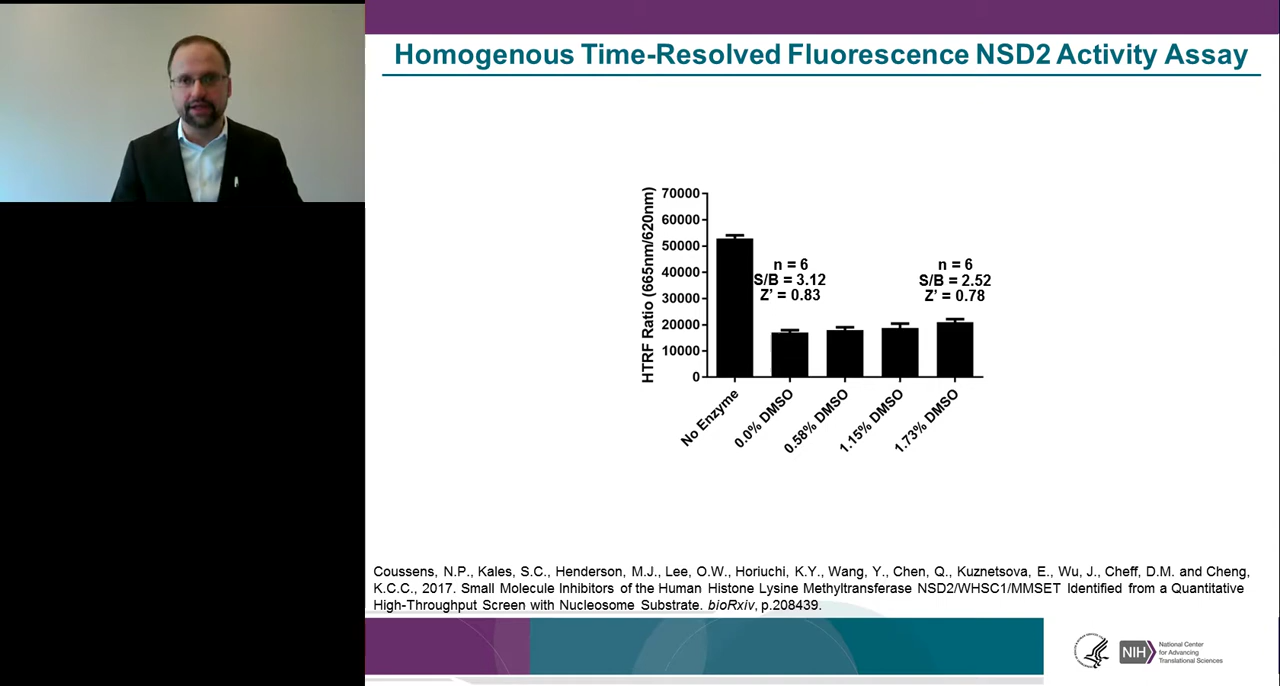 Homogenous Time-Resolved Fluorescence NSD2 Activity Assay
HTRF Ratio (665nm/620nm)
70000
60000
50000
40000
30000
20000
10000
0
n = 6
S/B = 3.12
Z’ = 0.83
n = 6
S/B = 2.52
Z’ = 0.78
No Enzyme
0.0% DMSO
0.58% DMSO
1.15% DMSO
1.73% DMSO
Coussens, N.P., Kales, S.C., Henderson, M.J., Lee, O.W., Horiuchi, K.Y., Wang, Y., Chen, Q., Kuznetsova, E., Wu, J., Cheff, D.M. and Cheng,
K.C.C., 2017. Small Molecule Inhibitors of the Human Histone Lysine Methyltransferase NSD2/WHSC1/MMSET Identified from a Quantitative
High-Throughput Screen with Nucleosome Substrate. bioRxiv, p.208439.
NIH
National Center
for Advancing
Translational Sciences